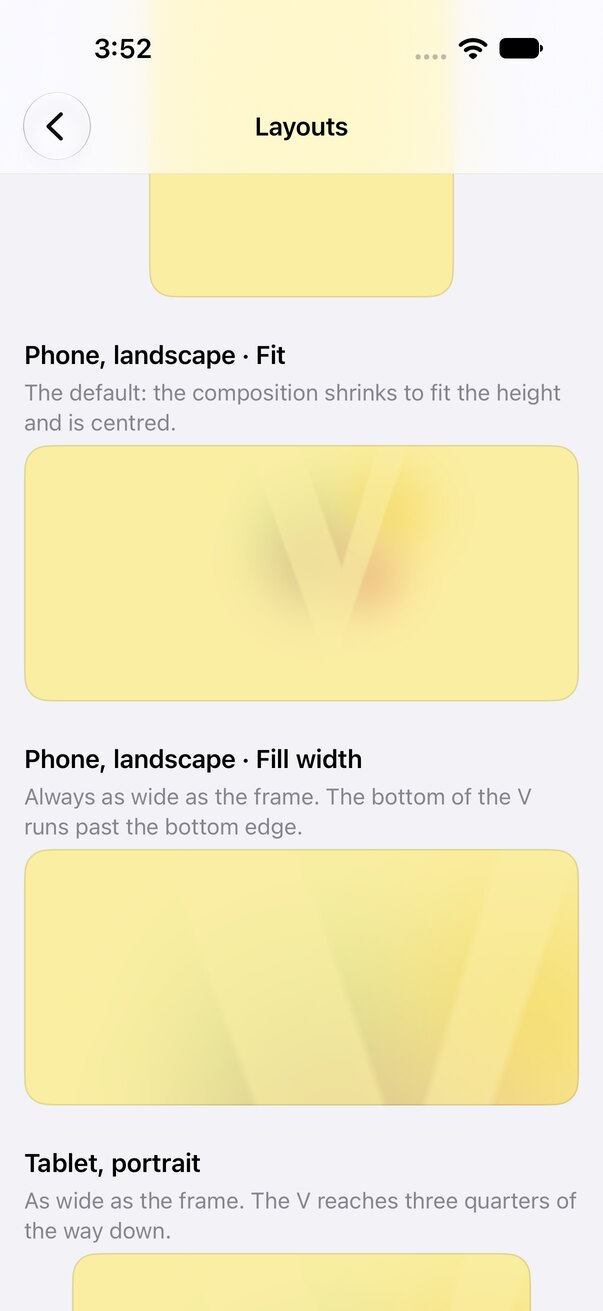 3:52
Layouts
Phone, landscape · Fit
The default: the composition shrinks to fit the height
and is centred.
Phone, landscape · Fill width
Always as wide as the frame. The bottom of the V
runs past the bottom edge.
Tablet, portrait
As wide as the frame. The V reaches three quarters of
the way down.